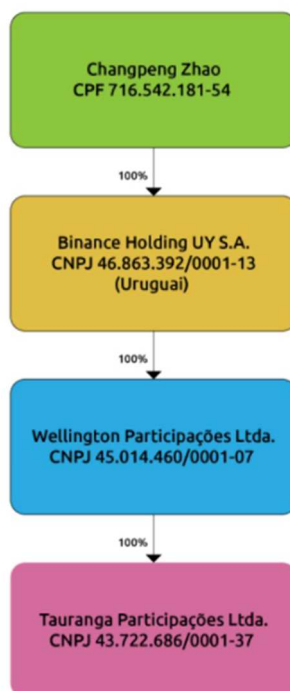 Changpeng Zhao
CPF 716.542.181-54
100%
Binance Holding UY S.A.
CNPJ 46.863.392/0001-13
(Uruguai)
100%
Wellington Participações Ltda.
CNPJ 45.014.460/0001-07
100%
Tauranga Participações Ltda.
CNPJ 43.722.686/0001-37